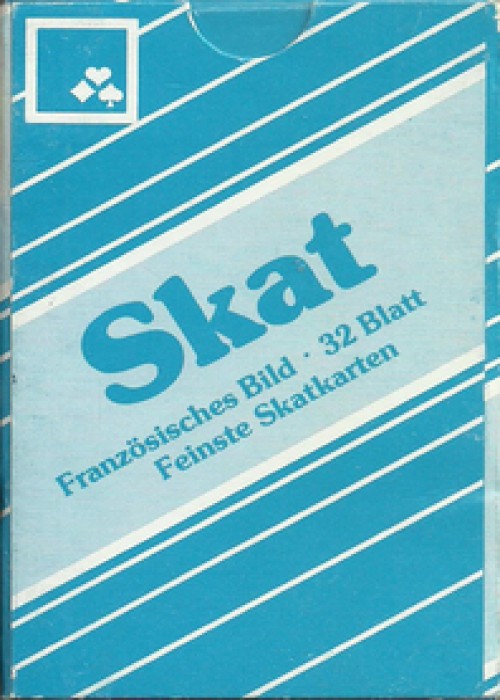 Skat
Französisches Bild · 32 Blatt
Feinste Skatkarten